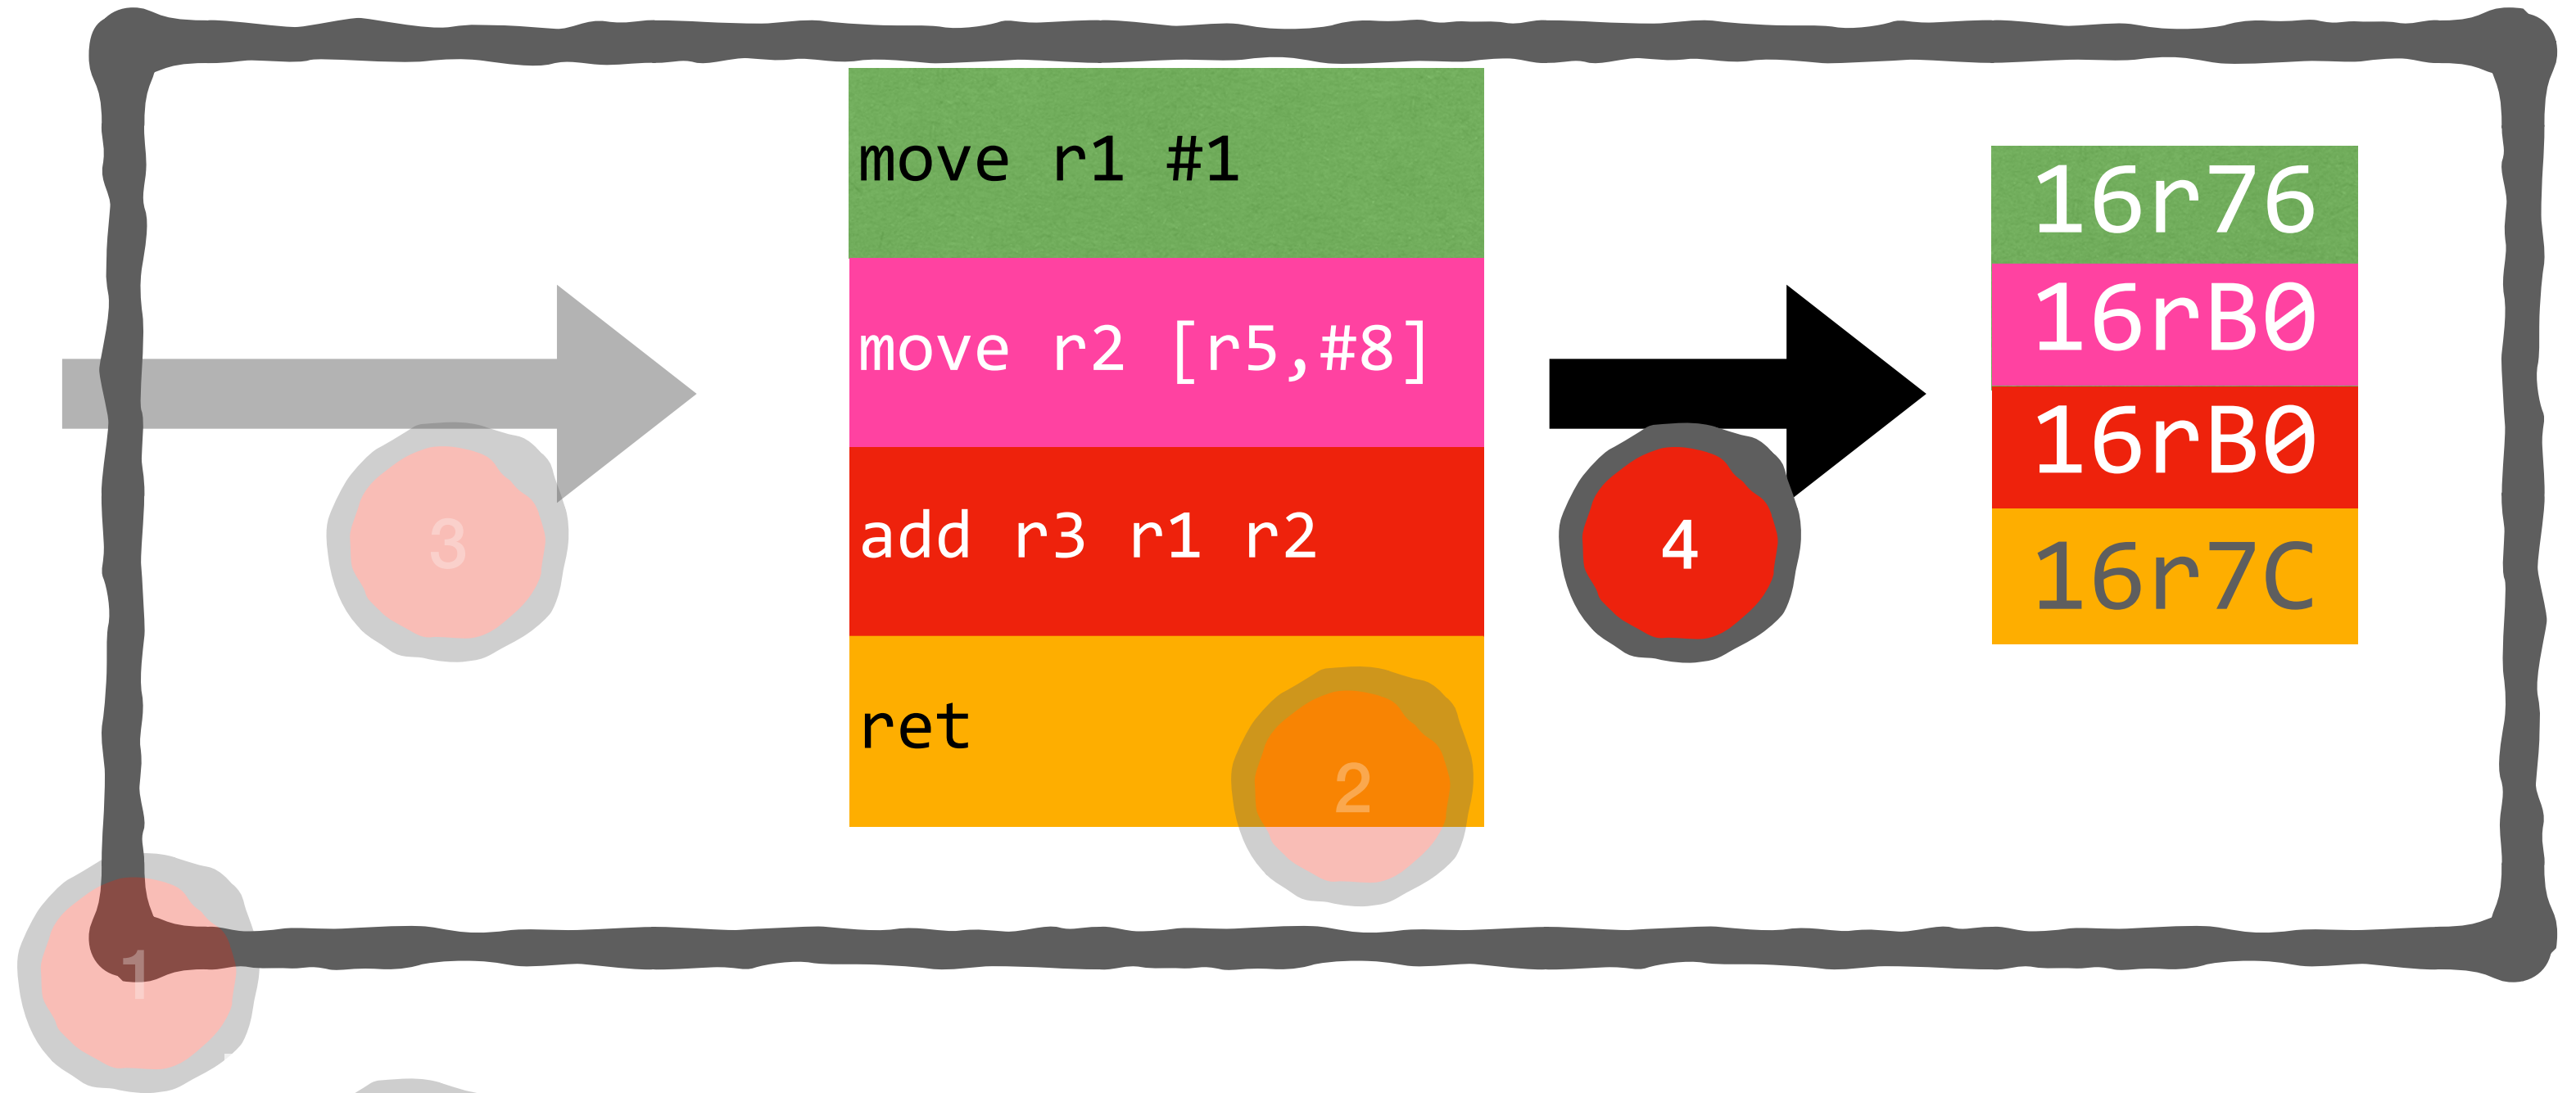 move r1 #1
move r2 [r5,#8]
add r3 r1 r2
ret
16r76
16rB0
16rB0
16r7C
3
4
2
1